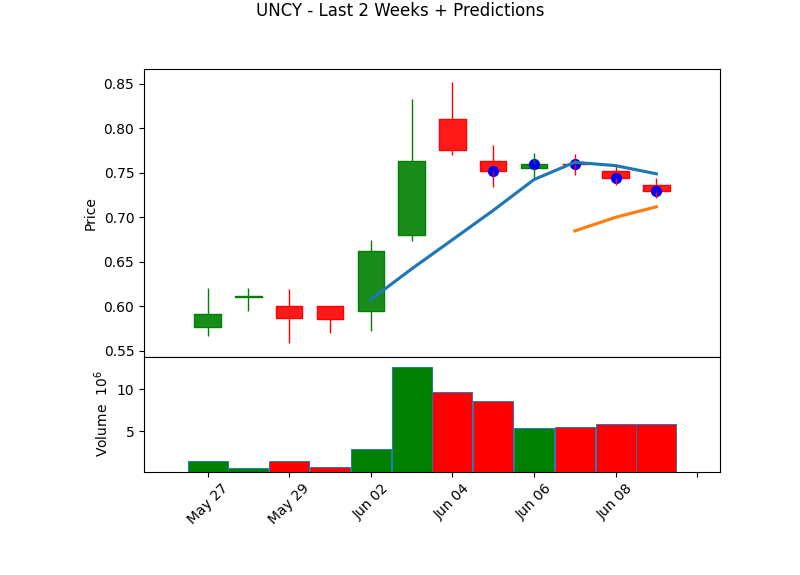 UNCY - Last 2 Weeks + Predictions
0.85
0.80
0.75
0.70
0.65
0.60
0.55
Price
10
5
Volume 10^6
May 27
May 29
Jun 02
Jun 04
Jun 06
Jun 08